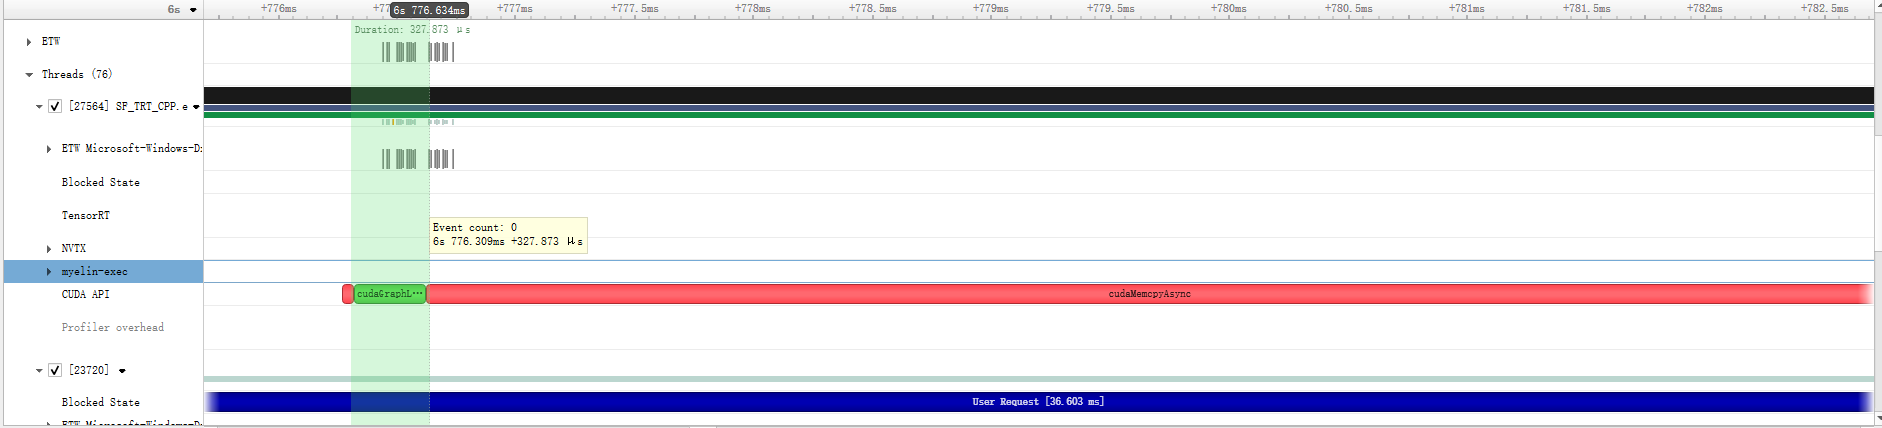 6s
+776ms
+77
6s 776.634ms
+777ms
+777.5ms
+778ms
+778.5ms
+779ms
+779.5ms
+780ms
+780.5ms
+781ms
+781.5ms
+782ms
+782.5ms
Duration: 327.873 μs
ETW
Threads (76)
[27564] SF_TRT_CPP.e
ETW Microsoft-Windows-D
Blocked State
TensorRT
Event count: 0
6s 776.309ms +327.873 μs
NVTX
myelin-exec
CUDA API
cudaGraphL…
cudaMemcpyAsync
Profiler overhead
[23720]
Blocked State
User Request [36.603 ms]